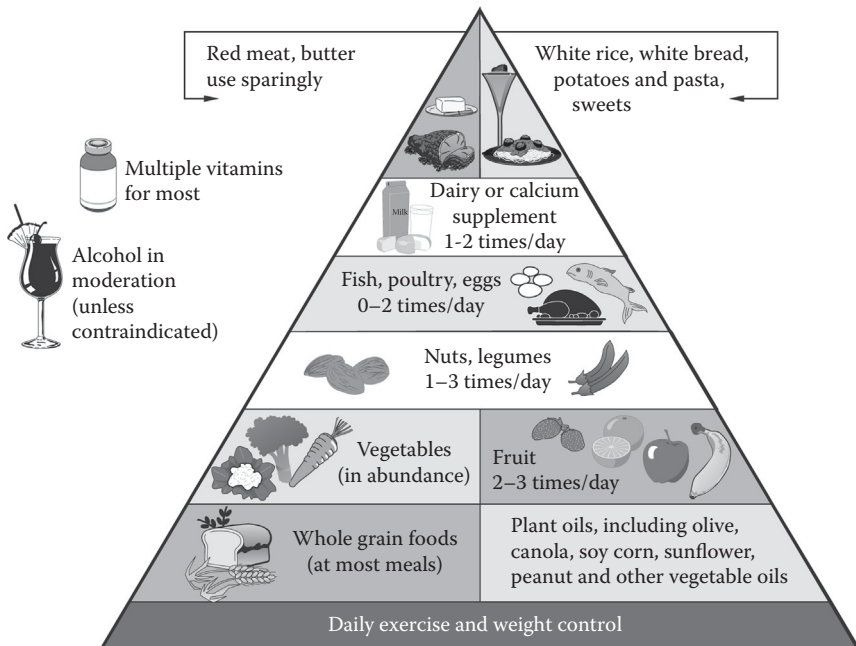 Red meat, butter
use sparingly
White rice, white bread,
potatoes and pasta,
sweets
Multiple vitamins
for most
Alcohol in
moderation
(unless
contraindicated)
Milk
Dairy or calcium
supplement
1-2 times/day
Fish, poultry, eggs
0–2 times/day
Nuts, legumes
1–3 times/day
Vegetables
(in abundance)
Fruit
2–3 times/day
Whole grain foods
(at most meals)
Plant oils, including olive,
canola, soy corn, sunflower,
peanut and other vegetable oils
Daily exercise and weight control